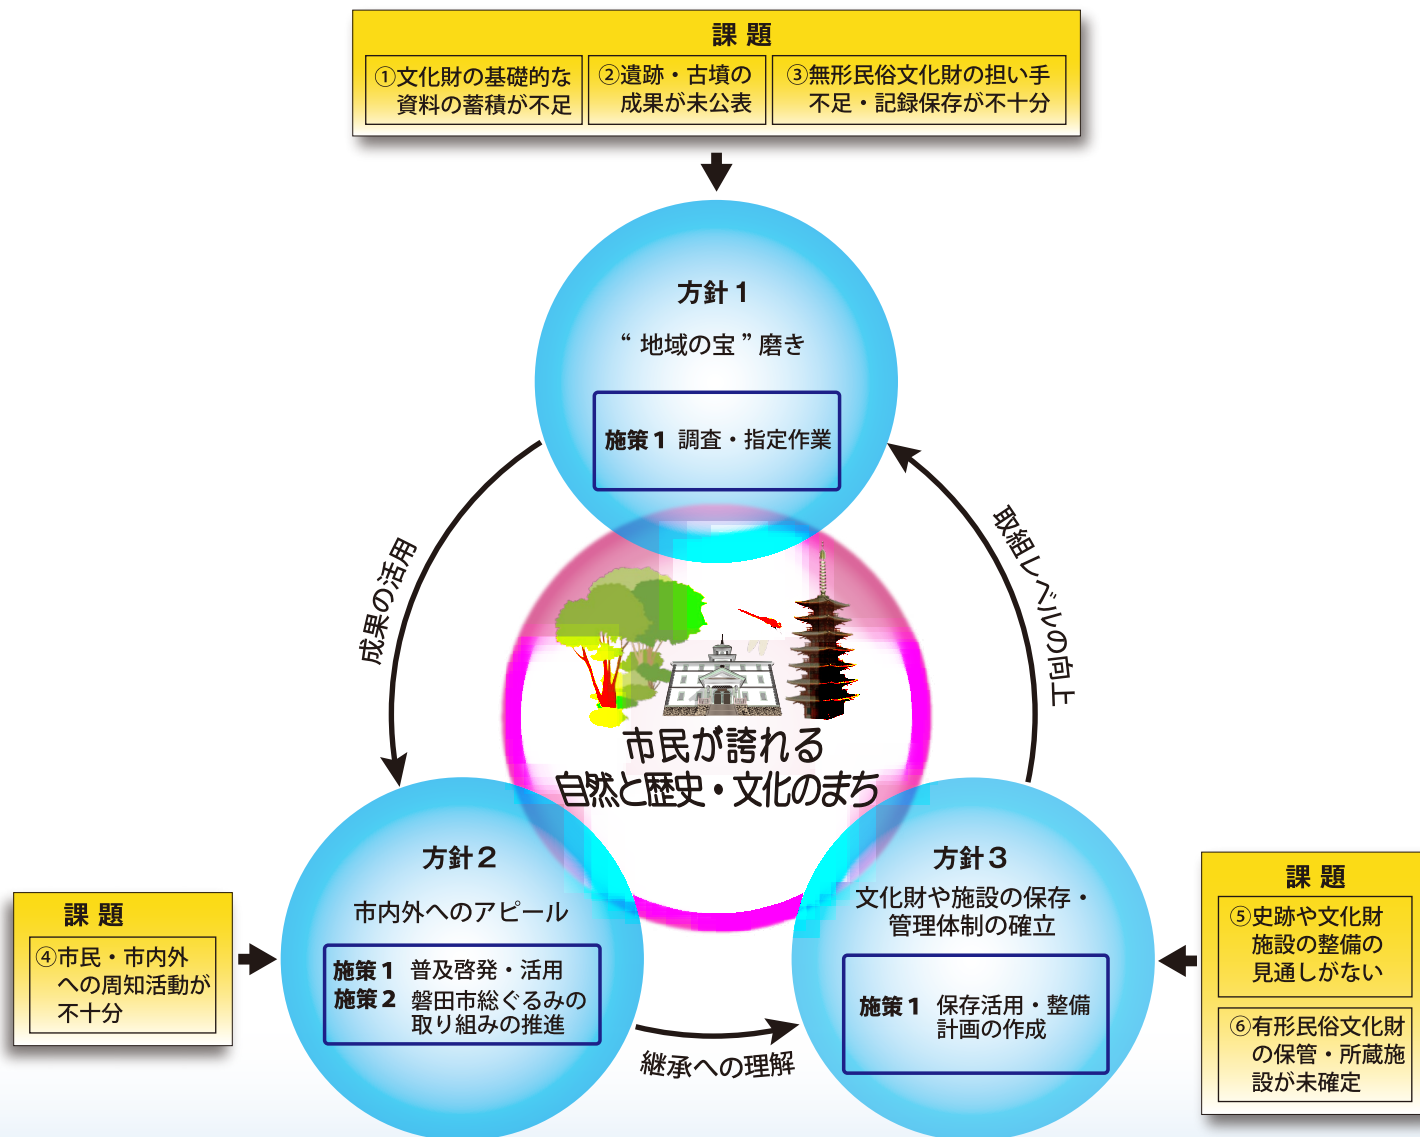 課 題
①文化財の基礎的な
資料の蓄積が不足
②遺跡・古墳の
成果が未公表
③無形民俗文化財の担い手
不足・記録保存が不十分
方針1
“地域の宝”磨き
施策1 調査・指定作業
成果の活用
取組レベルの向上
市民が誇れる
自然と歴史・文化のまち
方針2
市内外へのアピール
施策1 普及啓発・活用
施策2 磐田市総ぐるみの
取り組みの推進
課 題
④市民・市内外
への周知活動が
不十分
継承への理解
方針3
文化財や施設の保存・
管理体制の確立
施策1 保存活用・整備
計画の作成
課 題
⑤史跡や文化財
施設の整備の
見通しがない
⑥有形民俗文化財
の保管・所蔵施
設が未確定